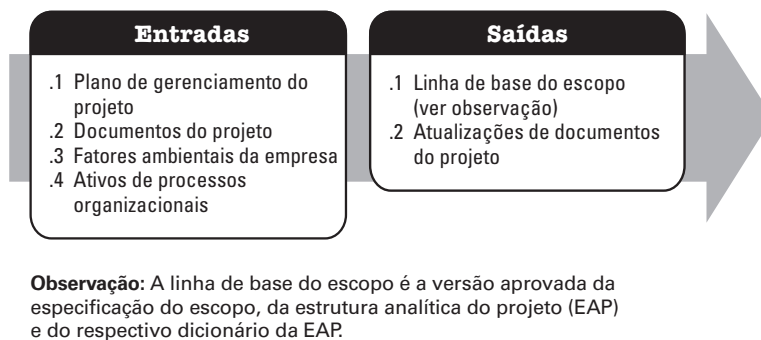 Entradas
.1 Plano de gerenciamento do
projeto
.2 Documentos do projeto
.3 Fatores ambientais da empresa
.4 Ativos de processos
organizacionais
Saídas
.1 Linha de base do escopo
(ver observação)
.2 Atualizações de documentos
do projeto
Observação: A linha de base do escopo é a versão aprovada da
especificação do escopo, da estrutura analítica do projeto (EAP)
e do respectivo dicionário da EAP.